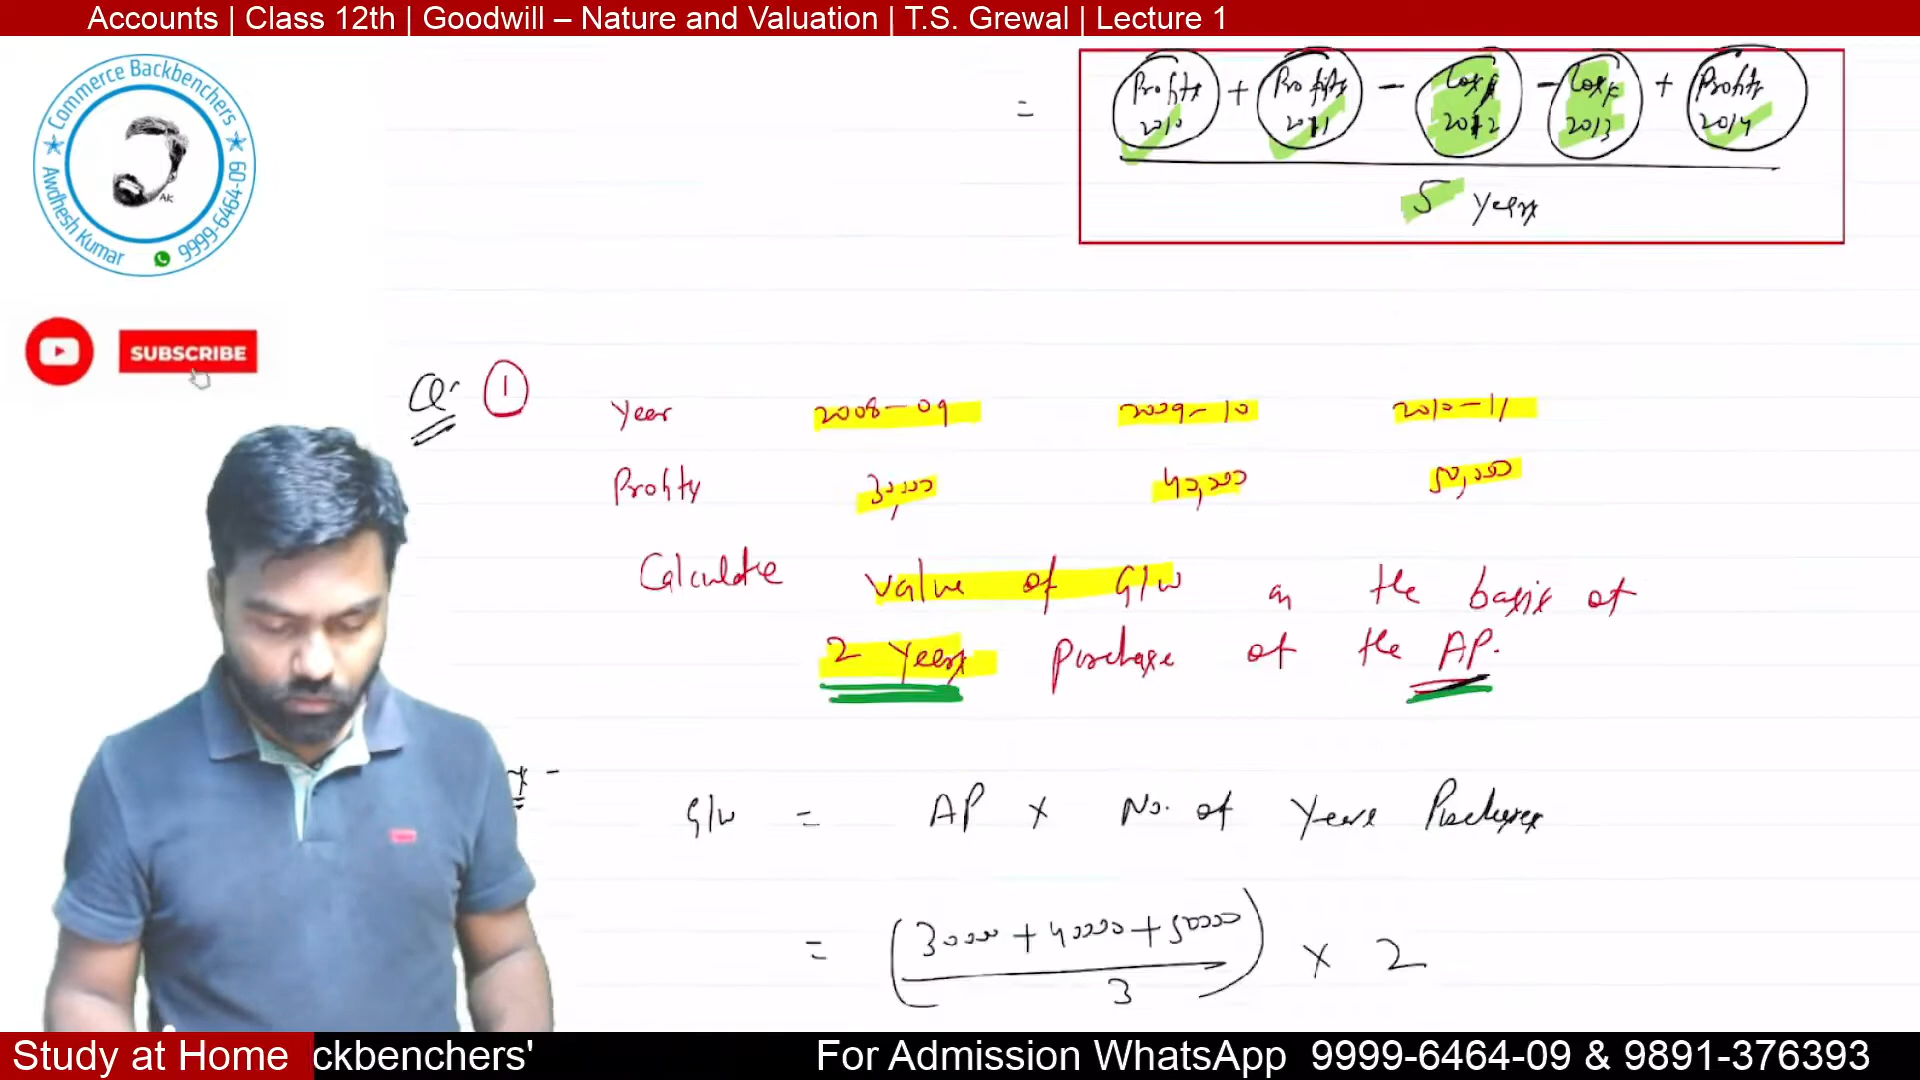 Accounts | Class 12th | Goodwill – Nature and Valuation | T.S. Grewal | Lecture 1
Commerce Backbenchers
Awdhesh Kumar
9999-6464-09
AK
SUBSCRIBE
= Profits 2010 + Profits 2011 - Loss 2012 - Loss 2013 + Profits 2014
5 Years
Q. 1
Year 2008-09 2009-10 2010-11
Profits 30,000 40,000 50,000
Calculate value of G/w on the basis of
2 Years purchase of the AP.
G/w = AP x No. of Years Purchases
= (30000 + 40000 + 50000 / 3) x 2
Study at Home ckbenchers' For Admission WhatsApp 9999-6464-09 & 9891-376393